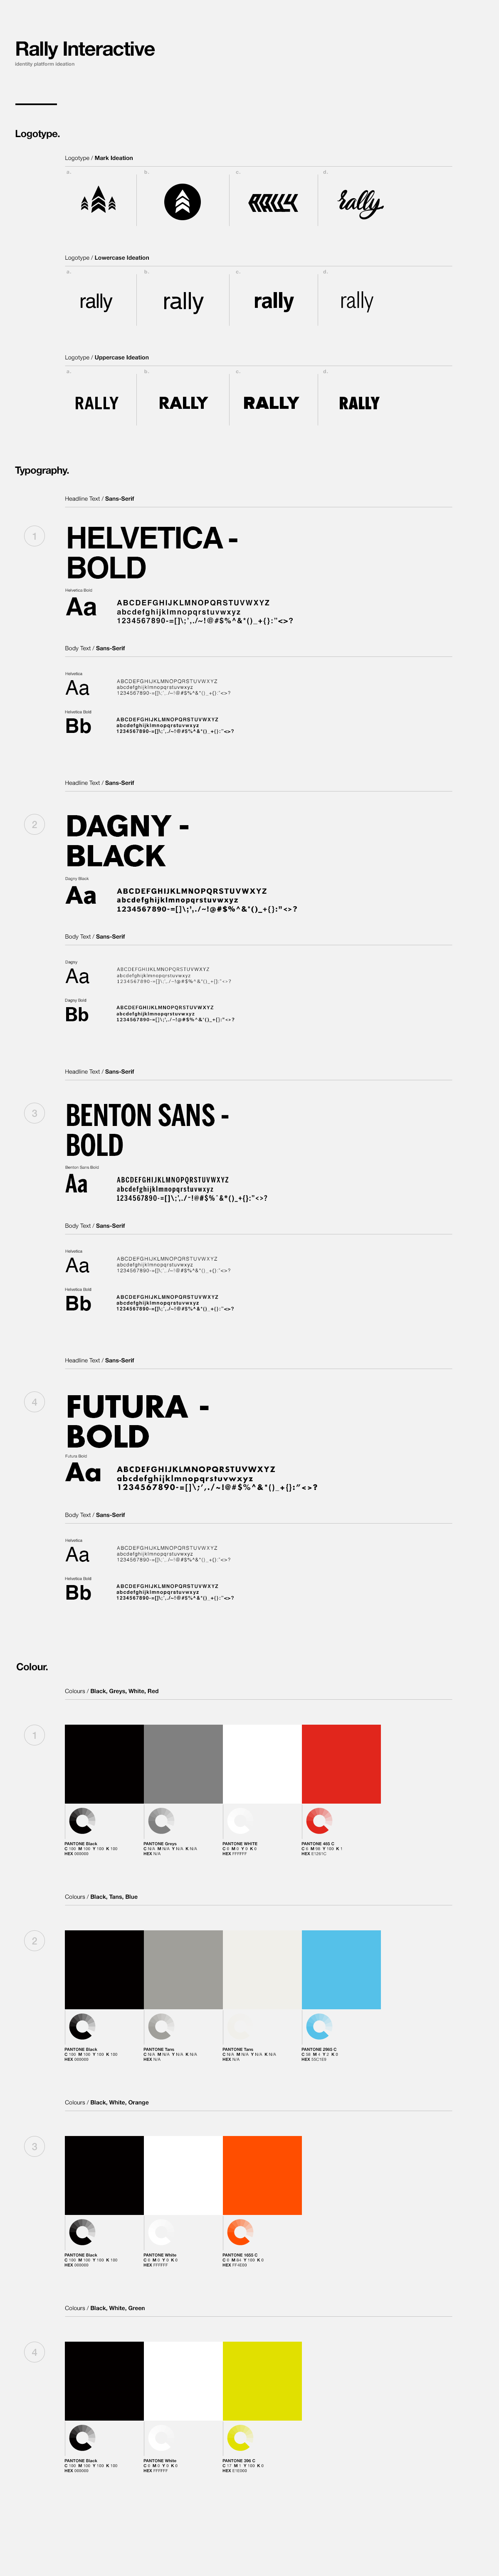 Rally Interactive
identity platform ideation
Logotype.
Logotype / Mark Ideation
a. b. c. d.
RALLY rally
Logotype / Lowercase Ideation
a. b. c. d.
rally rally rally rally
Logotype / Uppercase Ideation
a. b. c. d.
RALLY RALLY RALLY RALLY
Typography.
Headline Text / Sans-Serif
1
HELVETICA -
BOLD
Helvetica Bold
Aa
ABCDEFGHIJKLMNOPQRSTUVWXYZ
abcdefghijklmnopqrstuvwxyz
1234567890-=[]\;',./~!@#$%^&*()_+{}:"<>?
Body Text / Sans-Serif
Helvetica
Aa
ABCDEFGHIJKLMNOPQRSTUVWXYZ
abcdefghijklmnopqrstuvwxyz
1234567890-=[]\;',./~!@#$%^&*()_+{}:"<>?
Helvetica Bold
Bb
ABCDEFGHIJKLMNOPQRSTUVWXYZ
abcdefghijklmnopqrstuvwxyz
1234567890-=[]\;',./~!@#$%^&*()_+{}:"<>?
Headline Text / Sans-Serif
2
DAGNY -
BLACK
Dagny Black
Aa
ABCDEFGHIJKLMNOPQRSTUVWXYZ
abcdefghijklmnopqrstuvwxyz
1234567890-=[]\;',./~!@#$%^&*()_+{}:"<>?
Body Text / Sans-Serif
Dagny
Aa
ABCDEFGHIJKLMNOPQRSTUVWXYZ
abcdefghijklmnopqrstuvwxyz
1234567890-=[]\;',./~!@#$%^&*()_+{}:"<>?
Dagny Bold
Bb
ABCDEFGHIJKLMNOPQRSTUVWXYZ
abcdefghijklmnopqrstuvwxyz
1234567890-=[]\;',./~!@#$%^&*()_+{}:"<>?
Headline Text / Sans-Serif
3
BENTON SANS -
BOLD
Benton Sans Bold
Aa
ABCDEFGHIJKLMNOPQRSTUVWXYZ
abcdefghijklmnopqrstuvwxyz
1234567890-=[]\;',./~!@#$%^&*()_+{}:"<>?
Body Text / Sans-Serif
Helvetica
Aa
ABCDEFGHIJKLMNOPQRSTUVWXYZ
abcdefghijklmnopqrstuvwxyz
1234567890-=[]\;',./~!@#$%^&*()_+{}:"<>?
Helvetica Bold
Bb
ABCDEFGHIJKLMNOPQRSTUVWXYZ
abcdefghijklmnopqrstuvwxyz
1234567890-=[]\;',./~!@#$%^&*()_+{}:"<>?
Headline Text / Sans-Serif
4
FUTURA -
BOLD
Futura Bold
Aa
ABCDEFGHIJKLMNOPQRSTUVWXYZ
abcdefghijklmnopqrstuvwxyz
1234567890-=[]\;',./~!@#$%^&*()_+{}:"<>?
Body Text / Sans-Serif
Helvetica
Aa
ABCDEFGHIJKLMNOPQRSTUVWXYZ
abcdefghijklmnopqrstuvwxyz
1234567890-=[]\;',./~!@#$%^&*()_+{}:"<>?
Helvetica Bold
Bb
ABCDEFGHIJKLMNOPQRSTUVWXYZ
abcdefghijklmnopqrstuvwxyz
1234567890-=[]\;',./~!@#$%^&*()_+{}:"<>?
Colour.
Colours / Black, Greys, White, Red
1
PANTONE Black
C 100 M 100 Y 100 K 100
HEX 000000
PANTONE Greys
C N/A M N/A Y N/A K N/A
HEX N/A
PANTONE WHITE
C 0 M 0 Y 0 K 0
HEX FFFFFF
PANTONE 485 C
C 6 M 98 Y 100 K 1
HEX E1261C
Colours / Black, Tans, Blue
2
PANTONE Black
C 100 M 100 Y 100 K 100
HEX 000000
PANTONE Tans
C N/A M N/A Y N/A K N/A
HEX N/A
PANTONE Tans
C N/A M N/A Y N/A K N/A
HEX N/A
PANTONE 2965 C
C 58 M 4 Y 2 K 0
HEX 55C1E9
Colours / Black, White, Orange
3
PANTONE Black
C 100 M 100 Y 100 K 100
HEX 000000
PANTONE White
C 0 M 0 Y 0 K 0
HEX FFFFFF
PANTONE 1655 C
C 0 M 84 Y 100 K 0
HEX FF4E00
Colours / Black, White, Green
4
PANTONE Black
C 100 M 100 Y 100 K 100
HEX 000000
PANTONE White
C 0 M 0 Y 0 K 0
HEX FFFFFF
PANTONE 396 C
C 17 M 1 Y 100 K 0
HEX E1E000